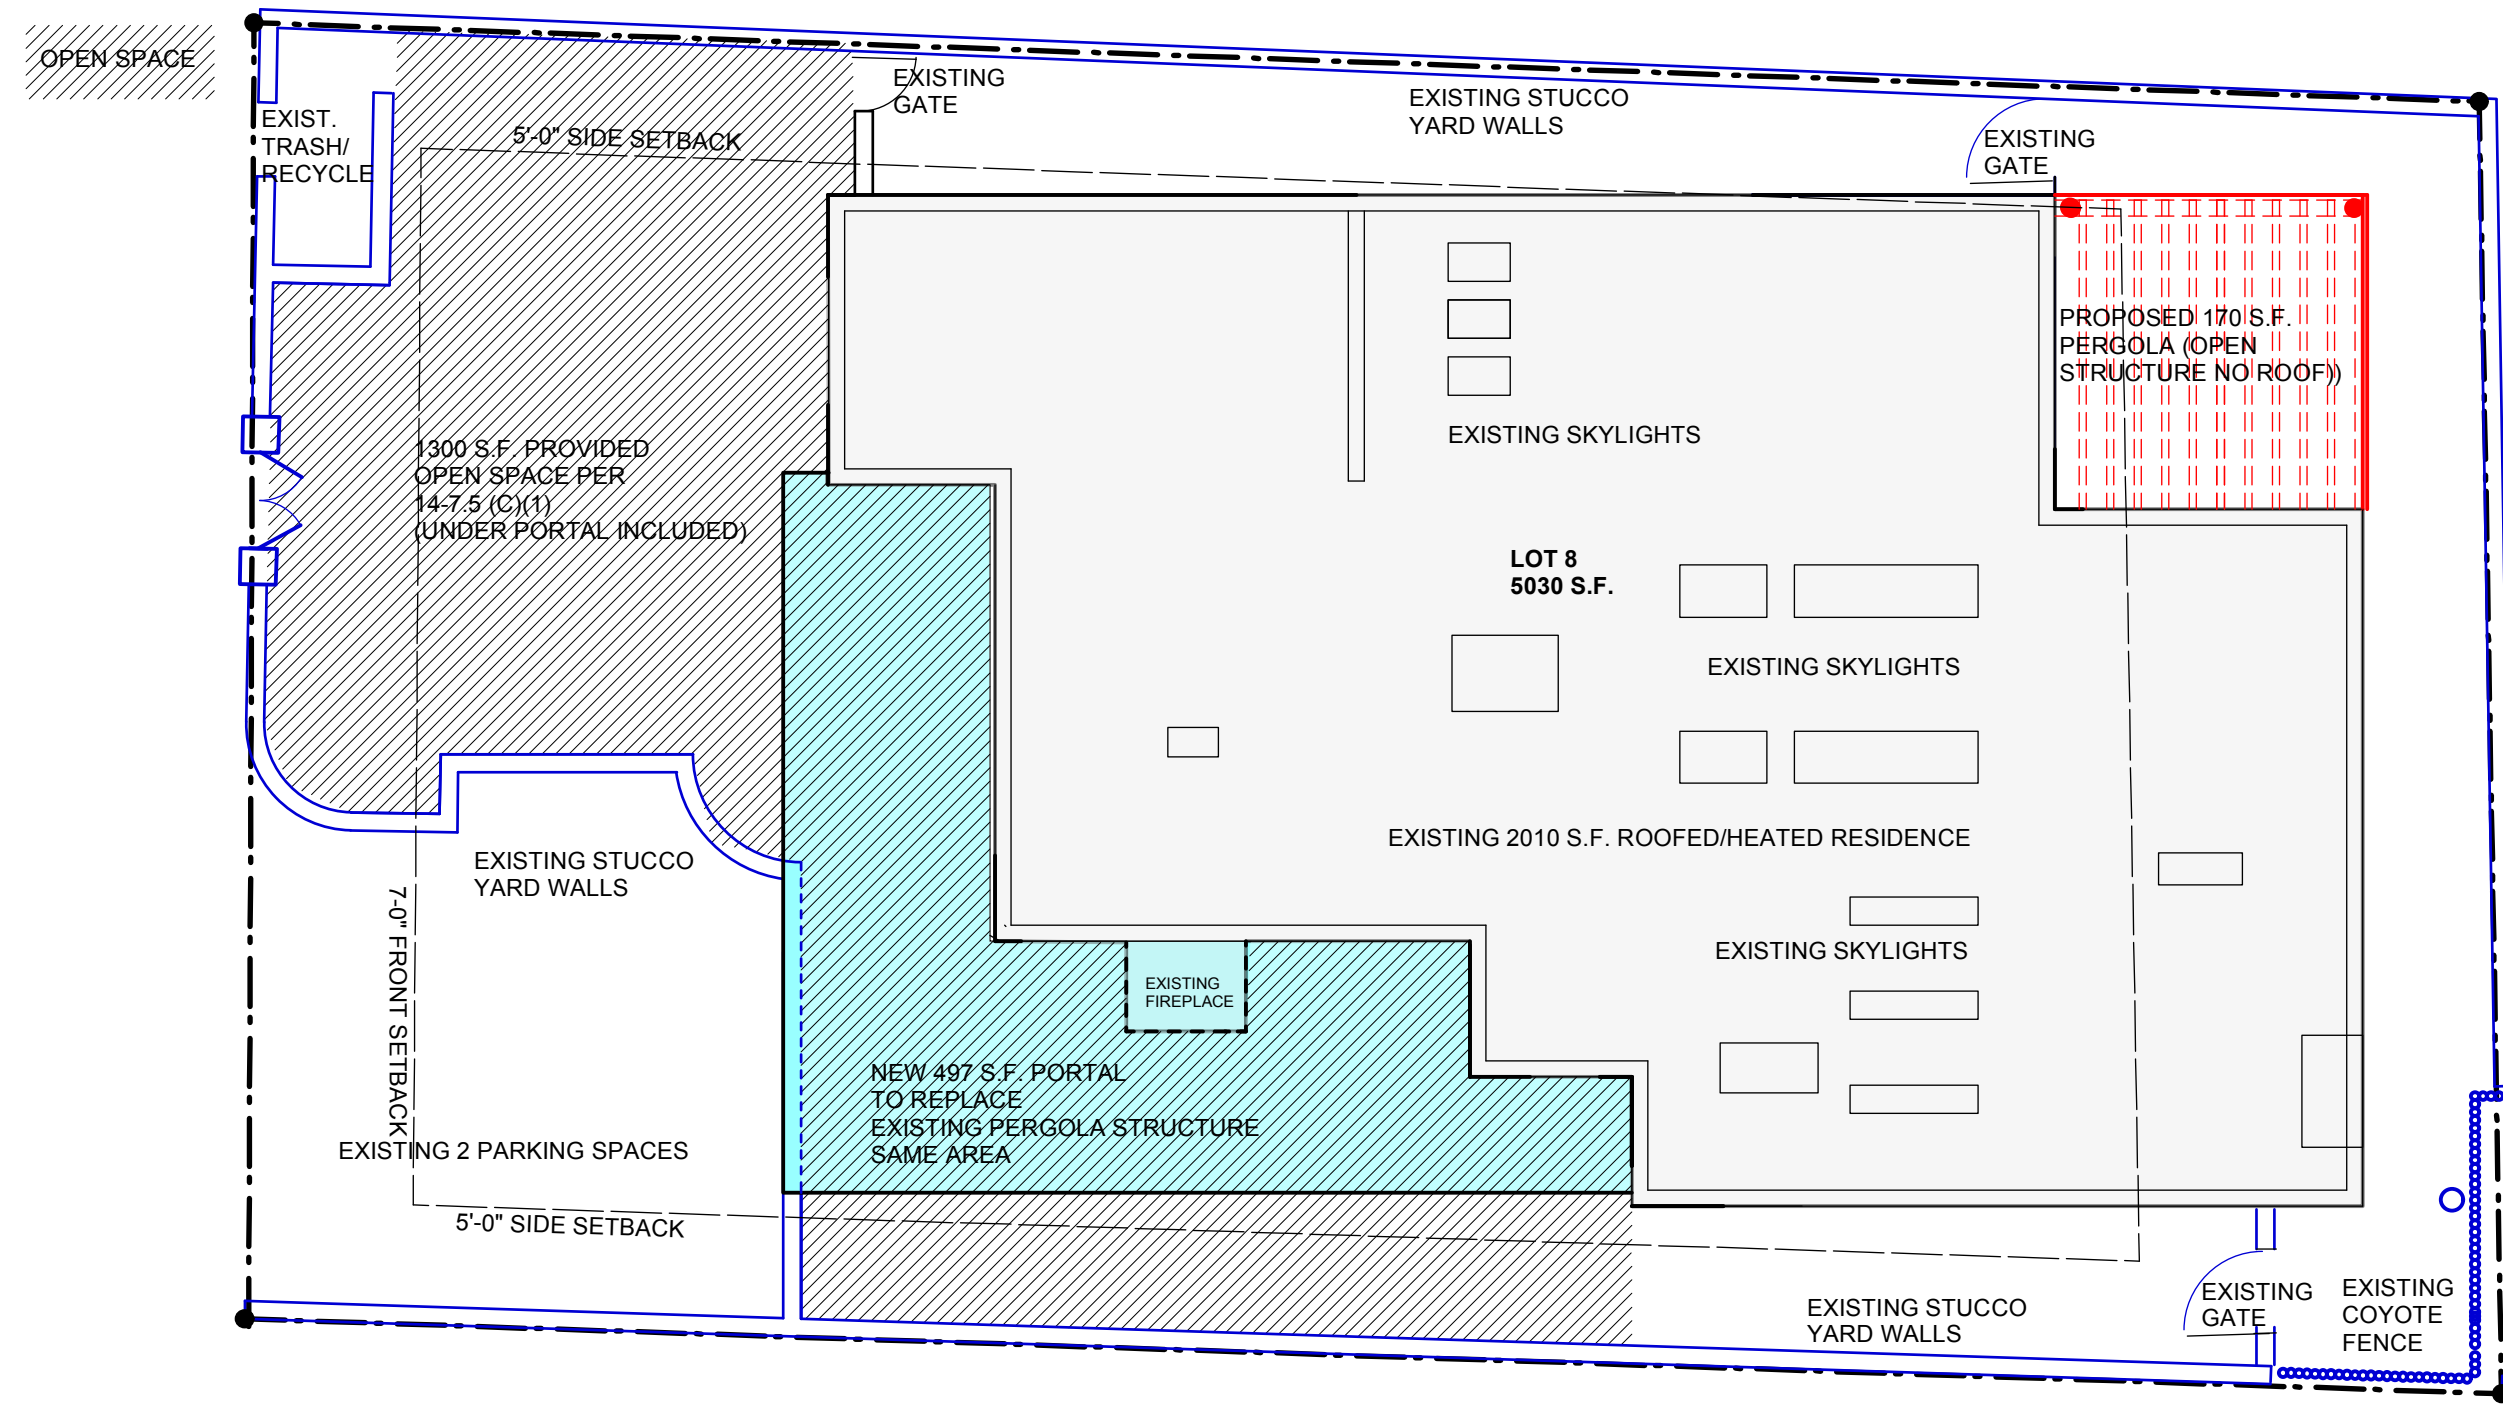 OPEN SPACE
EXISTING
GATE
EXISTING STUCCO
YARD WALLS
EXIST.
TRASH/
RECYCLE
5'-0" SIDE SETBACK
EXISTING
GATE
PROPOSED 170 S.F.
PERGOLA (OPEN
STRUCTURE NO ROOF))
EXISTING SKYLIGHTS
1300 S.F. PROVIDED
OPEN SPACE PER
14-7.5 (C)(1)
(UNDER PORTAL INCLUDED)
LOT 8
5030 S.F.
EXISTING SKYLIGHTS
EXISTING 2010 S.F. ROOFED/HEATED RESIDENCE
EXISTING STUCCO
YARD WALLS
7-0" FRONT SETBACK
EXISTING SKYLIGHTS
EXISTING
FIREPLACE
NEW 497 S.F. PORTAL
TO REPLACE
EXISTING PERGOLA STRUCTURE
SAME AREA
EXISTING 2 PARKING SPACES
5'-0" SIDE SETBACK
EXISTING STUCCO
YARD WALLS
EXISTING
GATE
EXISTING
COYOTE
FENCE